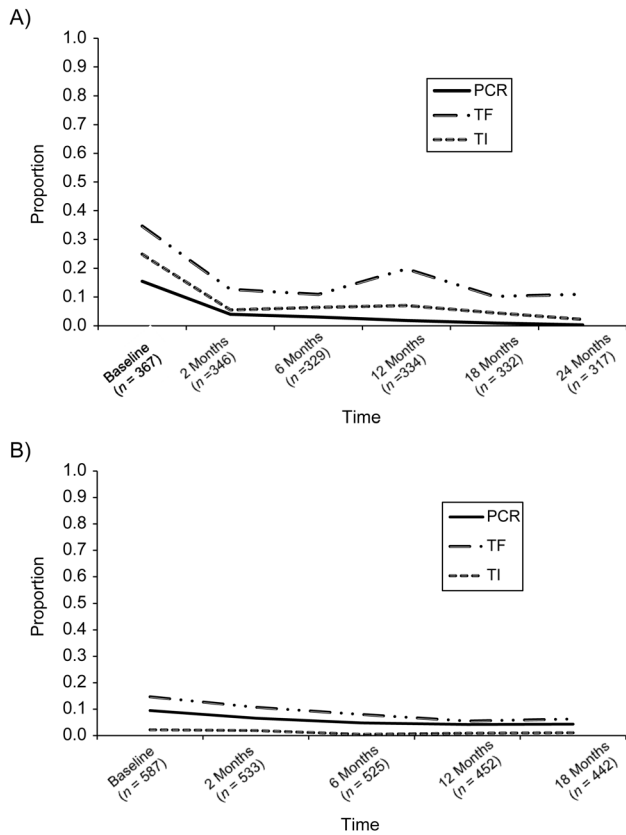 A)
1.0
0.9
0.8
0.7
0.6
0.5
0.4
0.3
0.2
0.1
0.0
Proportion
PCR
TF
TI
Baseline
(n = 367)
2 Months
(n =346)
6 Months
(n =329)
12 Months
(n =334)
18 Months
(n = 332)
24 Months
(n = 317)
Time
B)
1.0
0.9
0.8
0.7
0.6
0.5
0.4
0.3
0.2
0.1
0.0
Proportion
PCR
TF
TI
Baseline
(n = 587)
2 Months
(n = 533)
6 Months
(n = 525)
12 Months
(n = 452)
18 Months
(n = 442)
Time